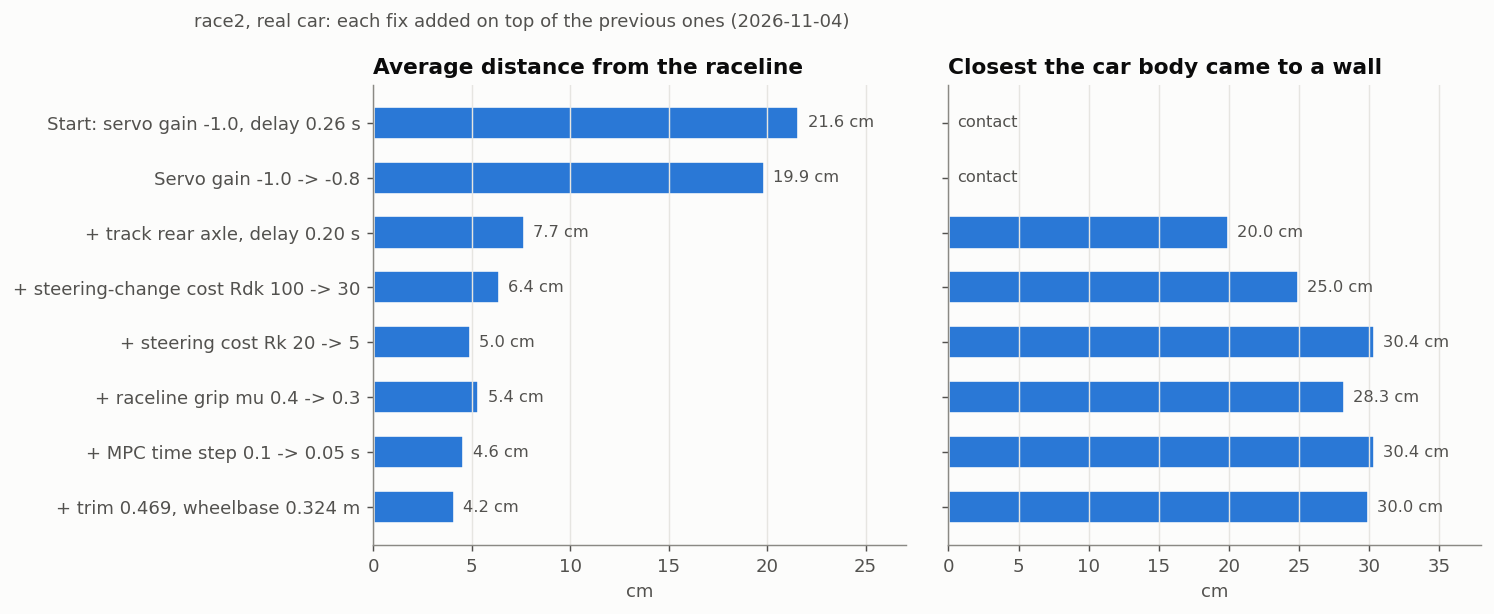 race2, real car: each fix added on top of the previous ones (2026-11-04)
Average distance from the raceline
Start: servo gain -1.0, delay 0.26 s
21.6 cm
Servo gain -1.0 -> -0.8
19.9 cm
+ track rear axle, delay 0.20 s
7.7 cm
+ steering-change cost Rdk 100 -> 30
6.4 cm
+ steering cost Rk 20 -> 5
5.0 cm
+ raceline grip mu 0.4 -> 0.3
5.4 cm
+ MPC time step 0.1 -> 0.05 s
4.6 cm
+ trim 0.469, wheelbase 0.324 m
4.2 cm
0 5 10 15 20 25
cm
Closest the car body came to a wall
contact
contact
20.0 cm
25.0 cm
30.4 cm
28.3 cm
30.4 cm
30.0 cm
0 5 10 15 20 25 30 35
cm